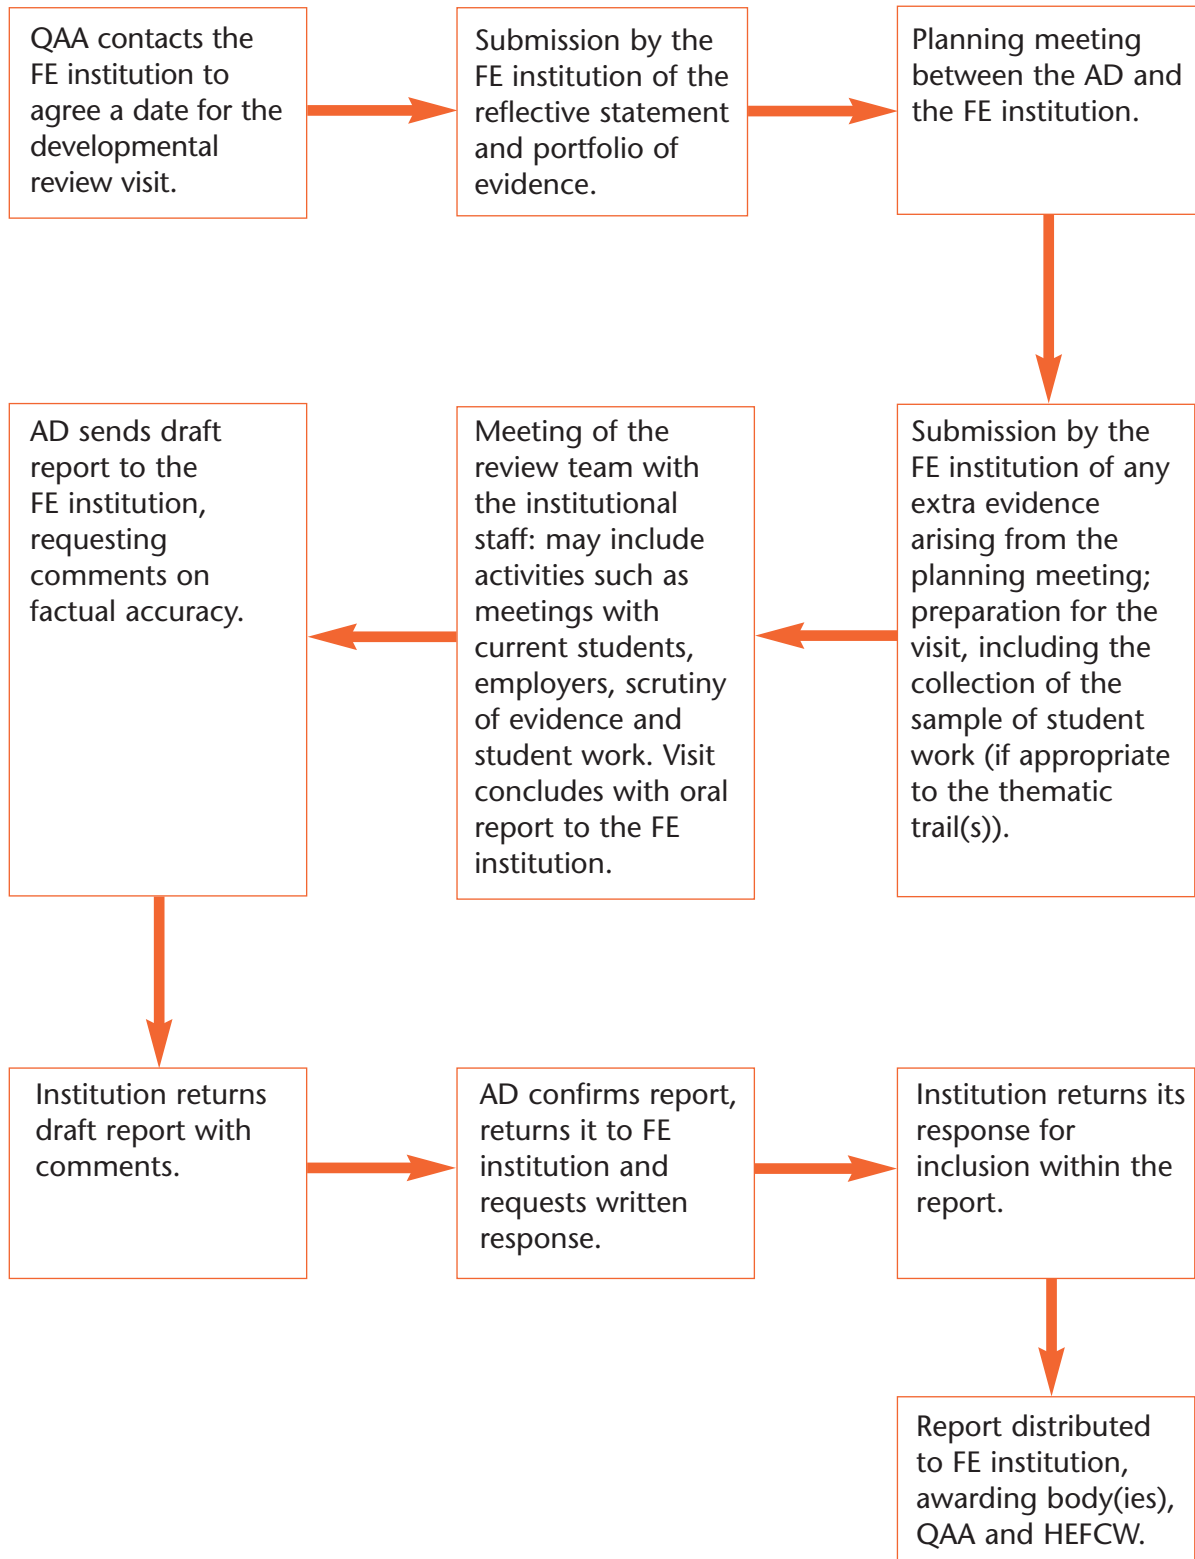 QAA contacts the
FE institution to
agree a date for the
developmental
review visit.
Submission by the
FE institution of the
reflective statement
and portfolio of
evidence.
Planning meeting
between the AD and
the FE institution.
Submission by the
FE institution of any
extra evidence
arising from the
planning meeting;
preparation for the
visit, including the
collection of the
sample of student
work (if appropriate
to the thematic
trail(s)).
Meeting of the
review team with
the institutional
staff: may include
activities such as
meetings with
current students,
employers, scrutiny
of evidence and
student work. Visit
concludes with oral
report to the FE
institution.
AD sends draft
report to the
FE institution,
requesting
comments on
factual accuracy.
Institution returns
draft report with
comments.
AD confirms report,
returns it to FE
institution and
requests written
response.
Institution returns its
response for
inclusion within the
report.
Report distributed
to FE institution,
awarding body(ies),
QAA and HEFCW.